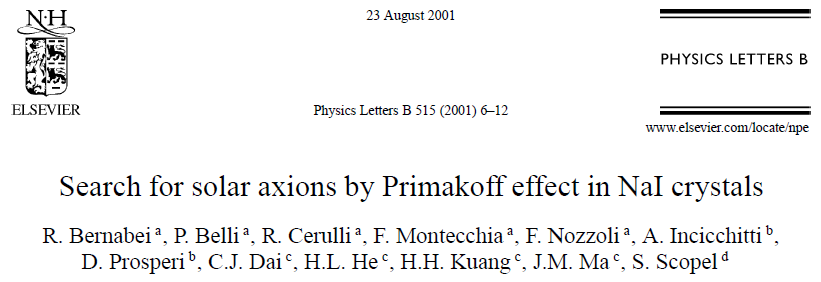 N·H
ELSEVIER
23 August 2001
Physics Letters B 515 (2001) 6–12
PHYSICS LETTERS B
www.elsevier.com/locate/npe
Search for solar axions by Primakoff effect in NaI crystals
R. Bernabei a, P. Belli a, R. Cerulli a, F. Montecchia a, F. Nozzoli a, A. Incicchitti b,
D. Prosperi b, C.J. Dai c, H.L. He c, H.H. Kuang c, J.M. Ma c, S. Scopel d